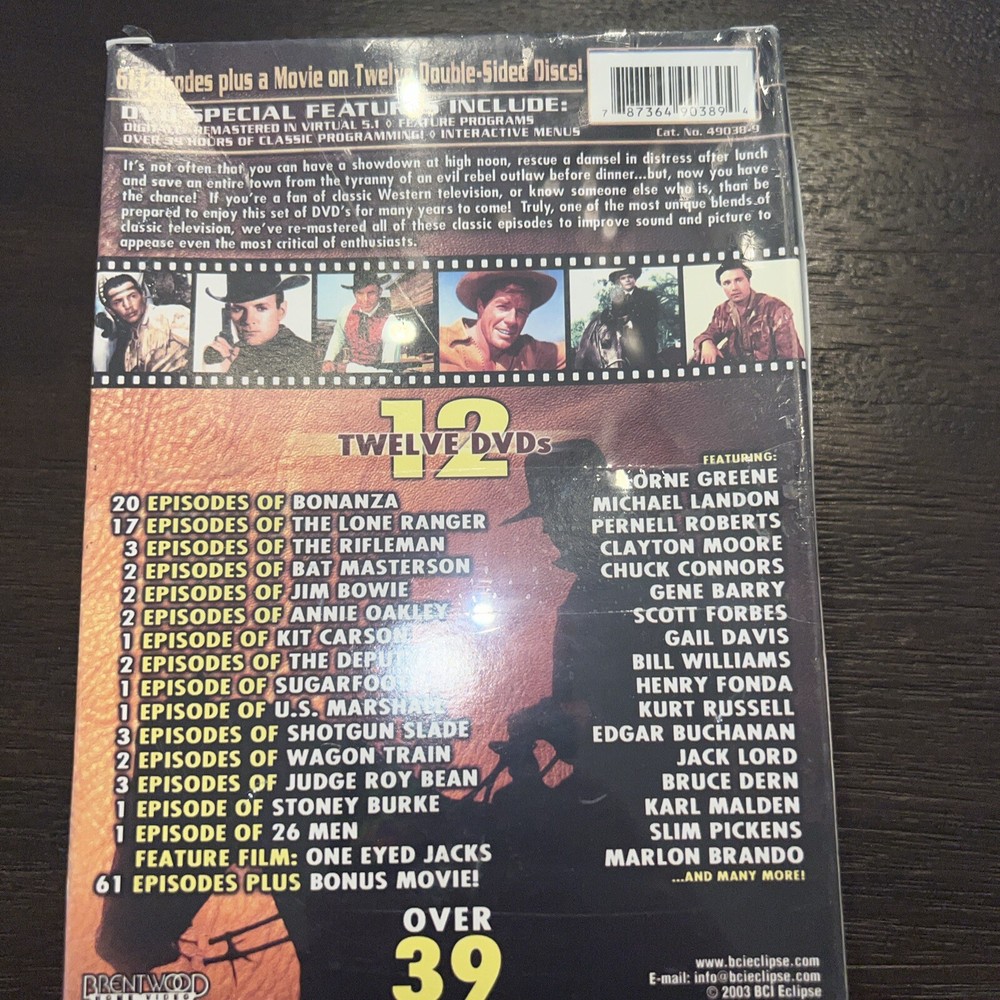 61 Episodes plus a Movie on Twelve Double-Sided Discs!
DVD SPECIAL FEATURES INCLUDE:
DIGITALLY REMASTERED IN VIRTUAL 5.1 ◊ FEATURE PROGRAMS
OVER 39 HOURS OF CLASSIC PROGRAMMING! ◊ INTERACTIVE MENUS
7 87364 90389 4
Cat. No. 49038-9
It's not often that you can have a showdown at high noon, rescue a damsel in distress after lunch
and save an entire town from the tyranny of an evil rebel outlaw before dinner...but, now you have
the chance! If you're a fan of classic Western television, or know someone else who is, than be
prepared to enjoy this set of DVD's for many years to come! Truly, one of the most unique blends of
classic television, we've re-mastered all of these classic episodes to improve sound and picture to
appease even the most critical of enthusiasts.
12
TWELVE DVDs
20 EPISODES OF BONANZA
17 EPISODES OF THE LONE RANGER
3 EPISODES OF THE RIFLEMAN
2 EPISODES OF BAT MASTERSON
2 EPISODES OF JIM BOWIE
2 EPISODES OF ANNIE OAKLEY
1 EPISODE OF KIT CARSON
2 EPISODES OF THE DEPUTY
1 EPISODE OF SUGARFOOT
1 EPISODE OF U.S. MARSHALL
3 EPISODES OF SHOTGUN SLADE
2 EPISODES OF WAGON TRAIN
3 EPISODES OF JUDGE ROY BEAN
1 EPISODE OF STONEY BURKE
1 EPISODE OF 26 MEN
FEATURE FILM: ONE EYED JACKS
61 EPISODES PLUS BONUS MOVIE!
FEATURING:
LORNE GREENE
MICHAEL LANDON
PERNELL ROBERTS
CLAYTON MOORE
CHUCK CONNORS
GENE BARRY
SCOTT FORBES
GAIL DAVIS
BILL WILLIAMS
HENRY FONDA
KURT RUSSELL
EDGAR BUCHANAN
JACK LORD
BRUCE DERN
KARL MALDEN
SLIM PICKENS
MARLON BRANDO
...AND MANY MORE!
OVER
39
BRENTWOOD
HOME VIDEO
www.bcieclipse.com
E-mail: info@bcieclipse.com
© 2003 BCI Eclipse